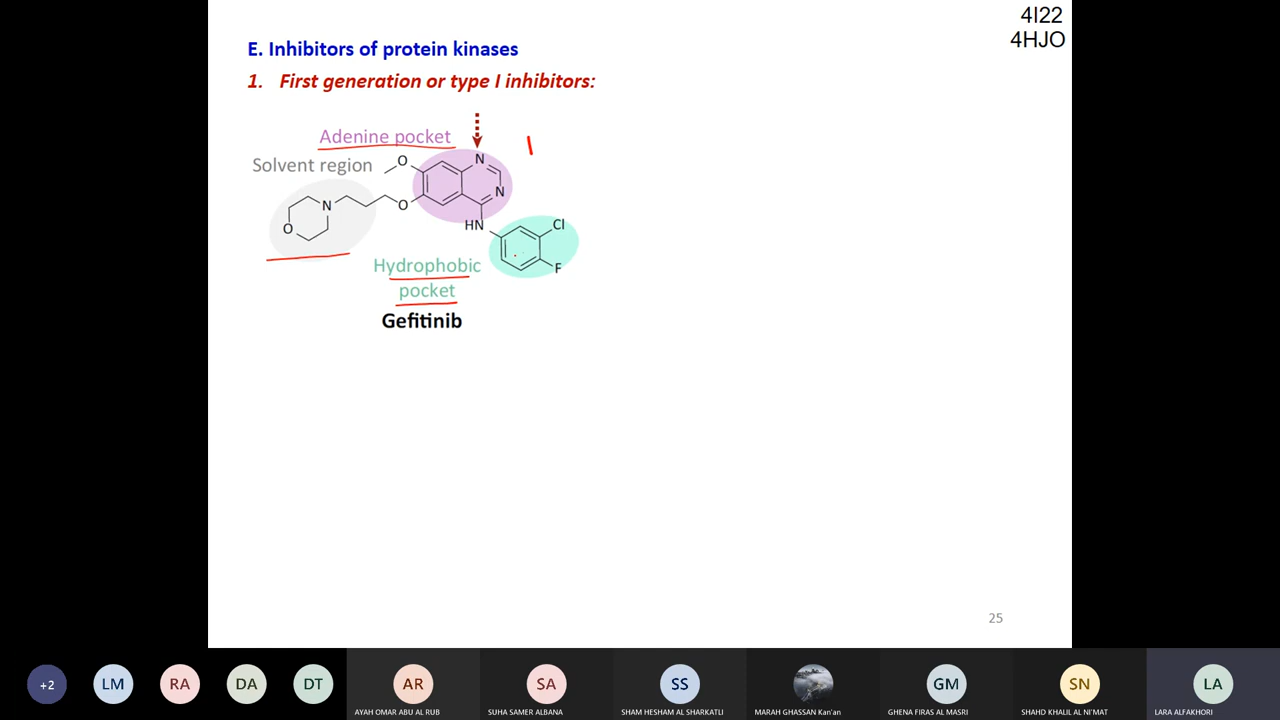 4I22
4HJO
E. Inhibitors of protein kinases
1. First generation or type I inhibitors:
Adenine pocket
Solvent region
O
N
N
N
O
O
HN
Cl
F
Hydrophobic
pocket
Gefitinib
25
+2
LM
RA
DA
DT
AR
SA
SS
GM
SN
LA
AYAH OMAR ABU AL RUB
SUHA SAMER ALBANA
SHAM HESHAM AL SHARKATLI
MARAH GHASSAN Kan'an
GHENA FIRAS AL MASRI
SHAHD KHALIL AL NI'MAT
LARA ALFAKHORI